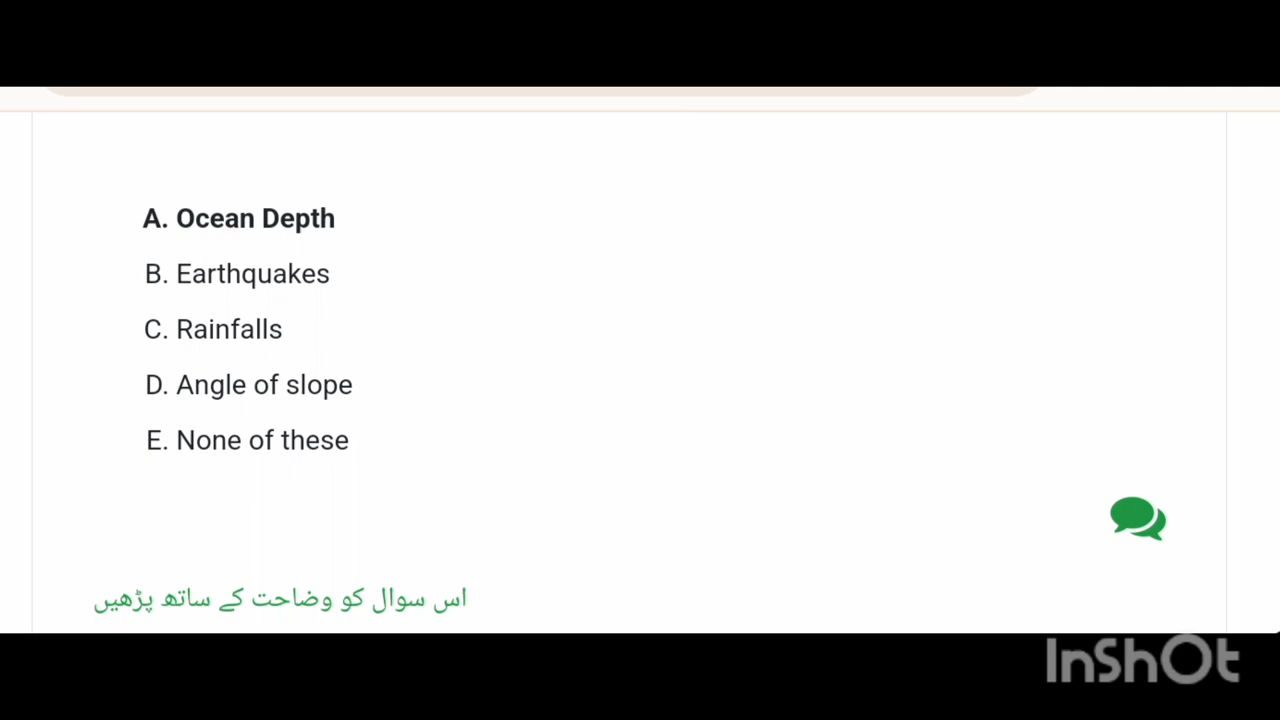 A. Ocean Depth
B. Earthquakes
C. Rainfalls
D. Angle of slope
E. None of these
اس سوال کو وضاحت کے ساتھ پڑھیں
InShOt